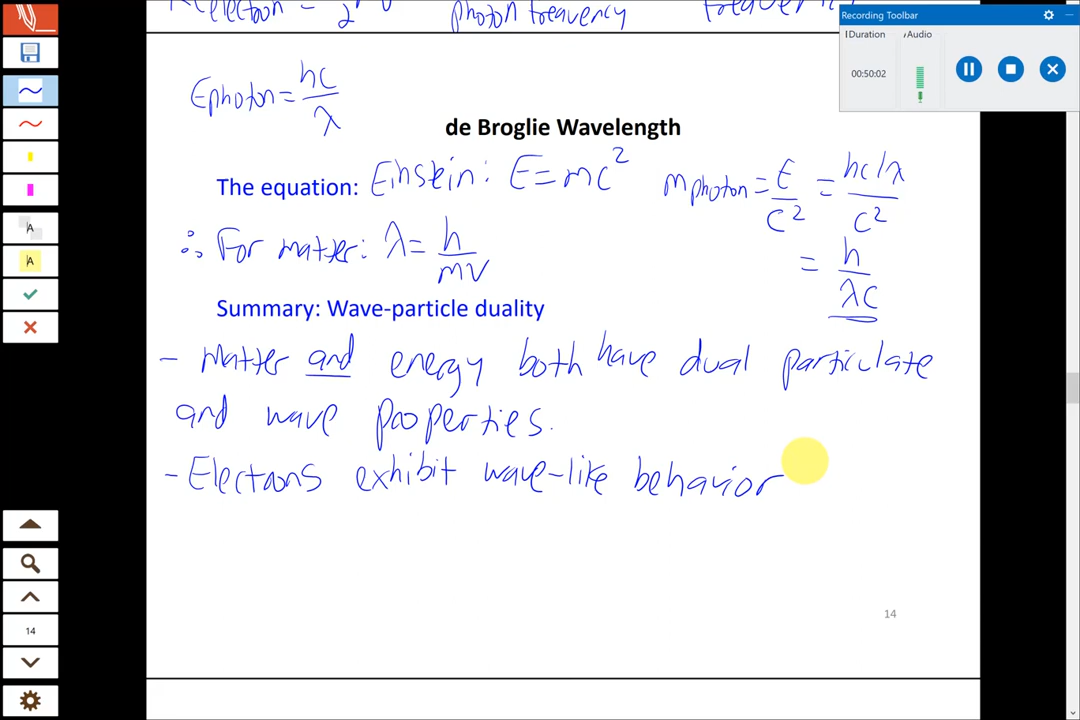 photon frequency
Recording Toolbar
Duration
Audio
00:50:02
Ephoton = hc/λ
de Broglie Wavelength
The equation: Einstein: E=mc²
mphoton = E/c² = hc/λ / c²
= h/λc
∴ For matter: λ = h/mv
Summary: Wave-particle duality
- Matter and energy both have dual particulate
and wave properties.
- Electrons exhibit wave-like behavior
14
14